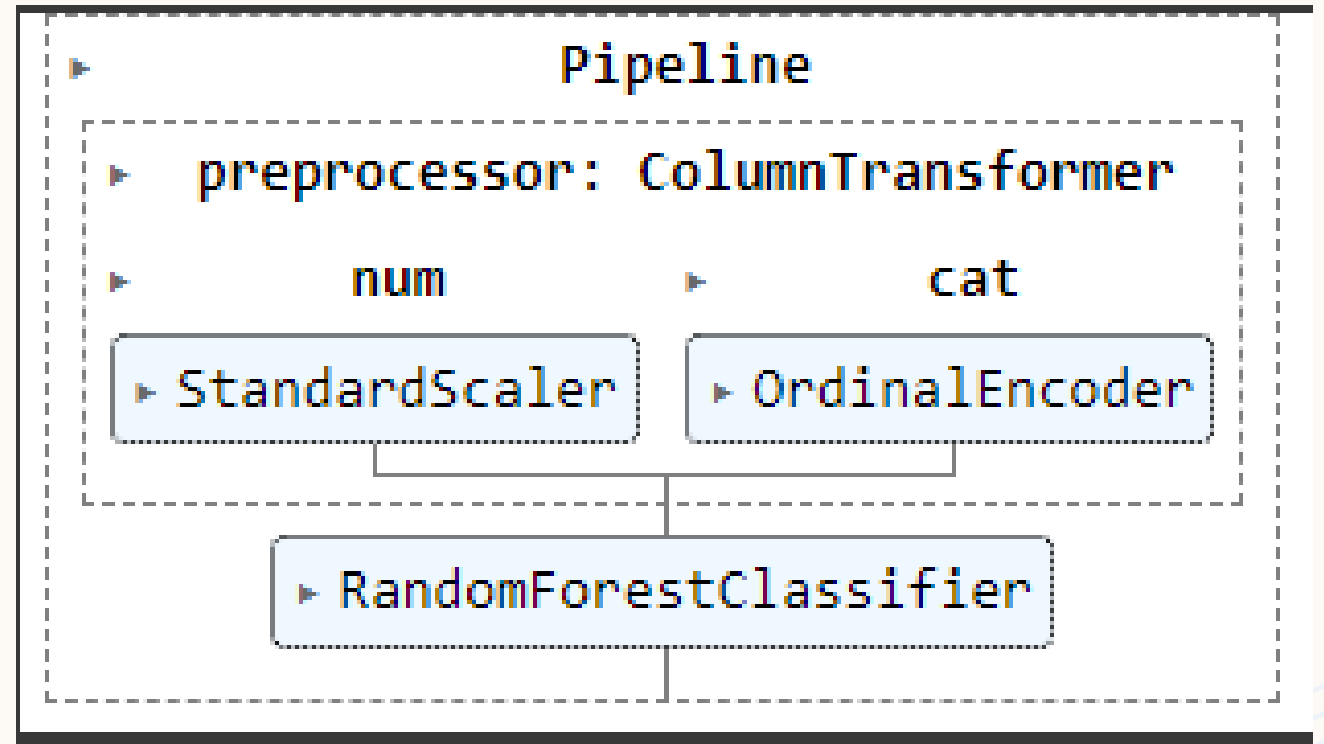 Pipeline
preprocessor: ColumnTransformer
num cat
StandardScaler OrdinalEncoder
RandomForestClassifier